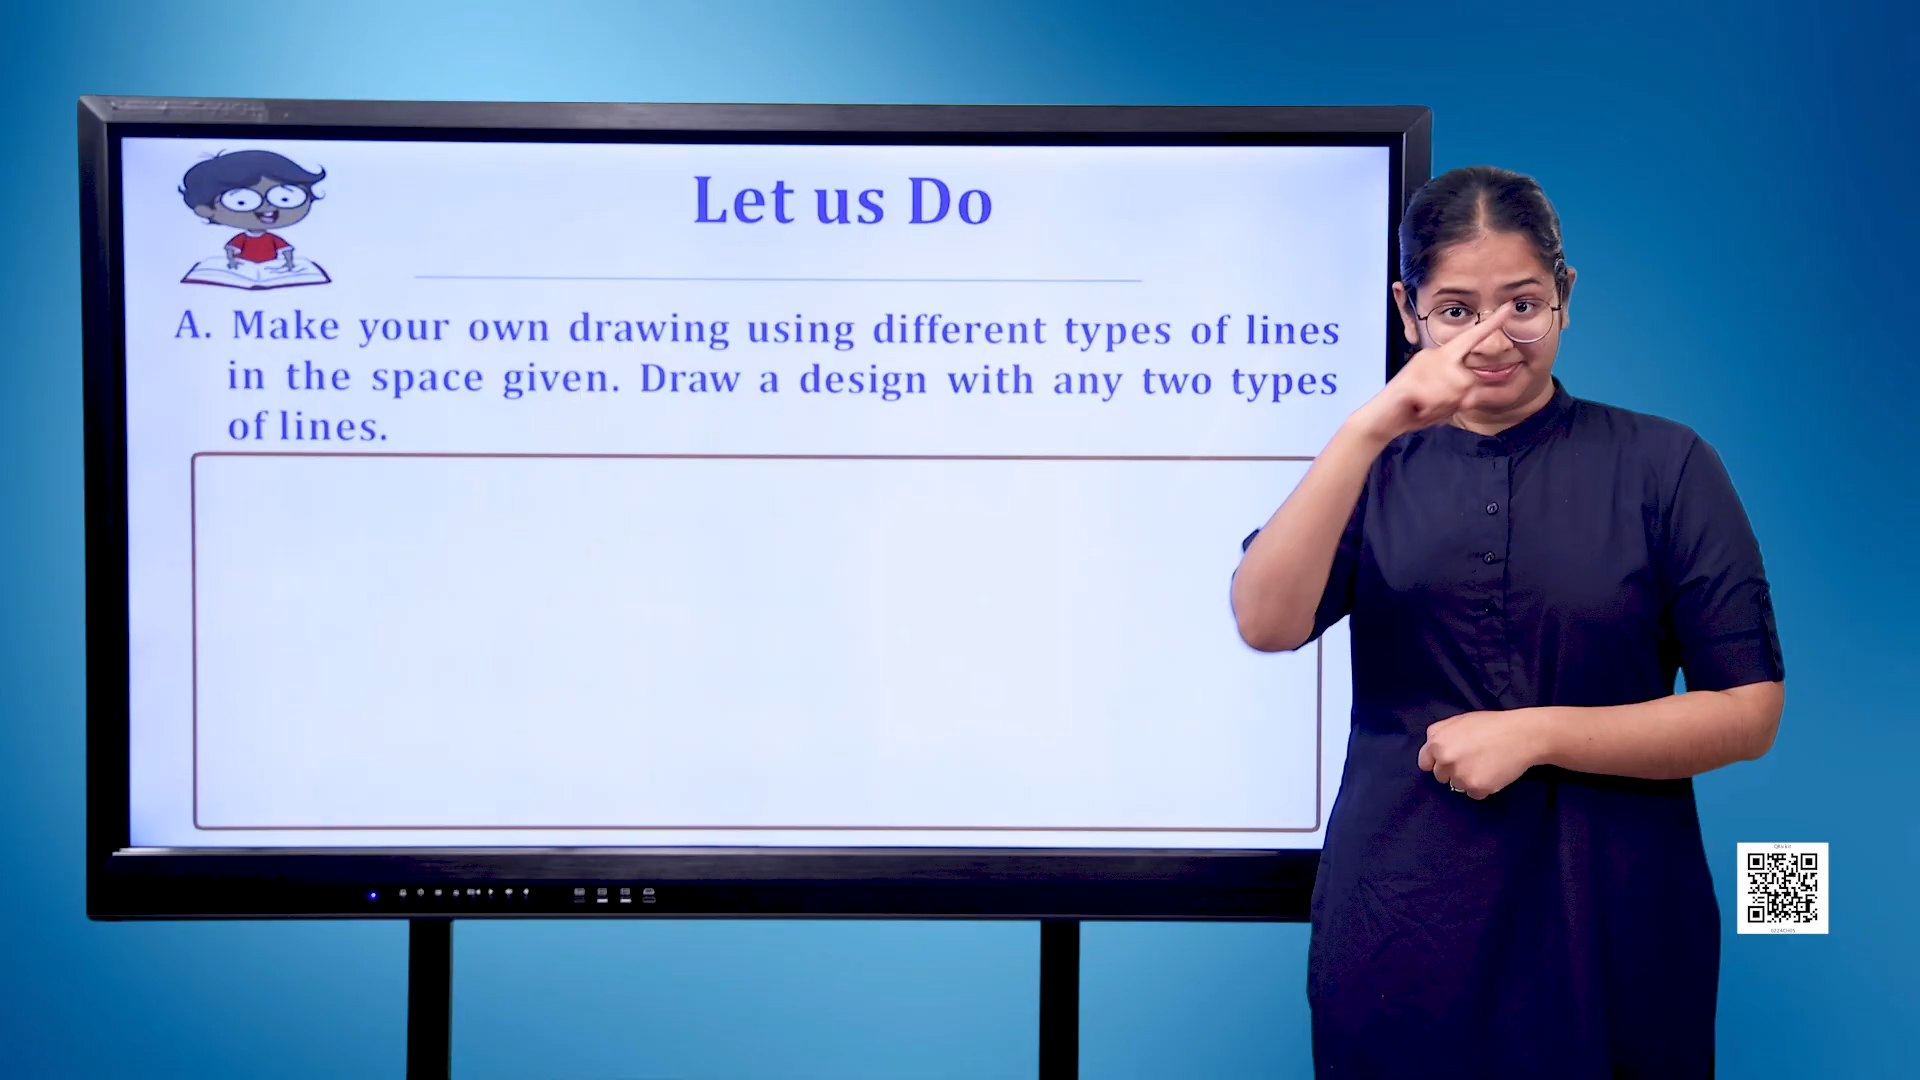 Let us Do
A. Make your own drawing using different types of lines
in the space given. Draw a design with any two types
of lines.